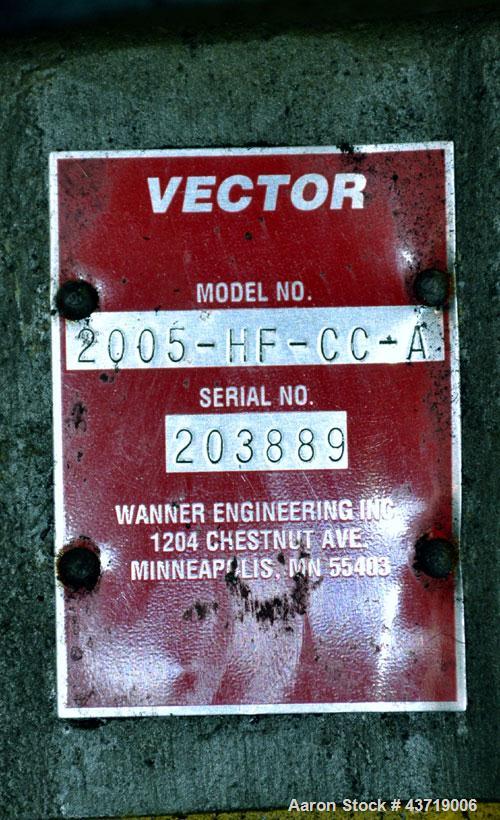 VECTOR
MODEL NO.
2005-HF-CC-A
SERIAL NO.
203889
WANNER ENGINEERING INC.
1204 CHESTNUT AVE.
MINNEAPOLIS, MN 55403
Aaron Stock # 43719006